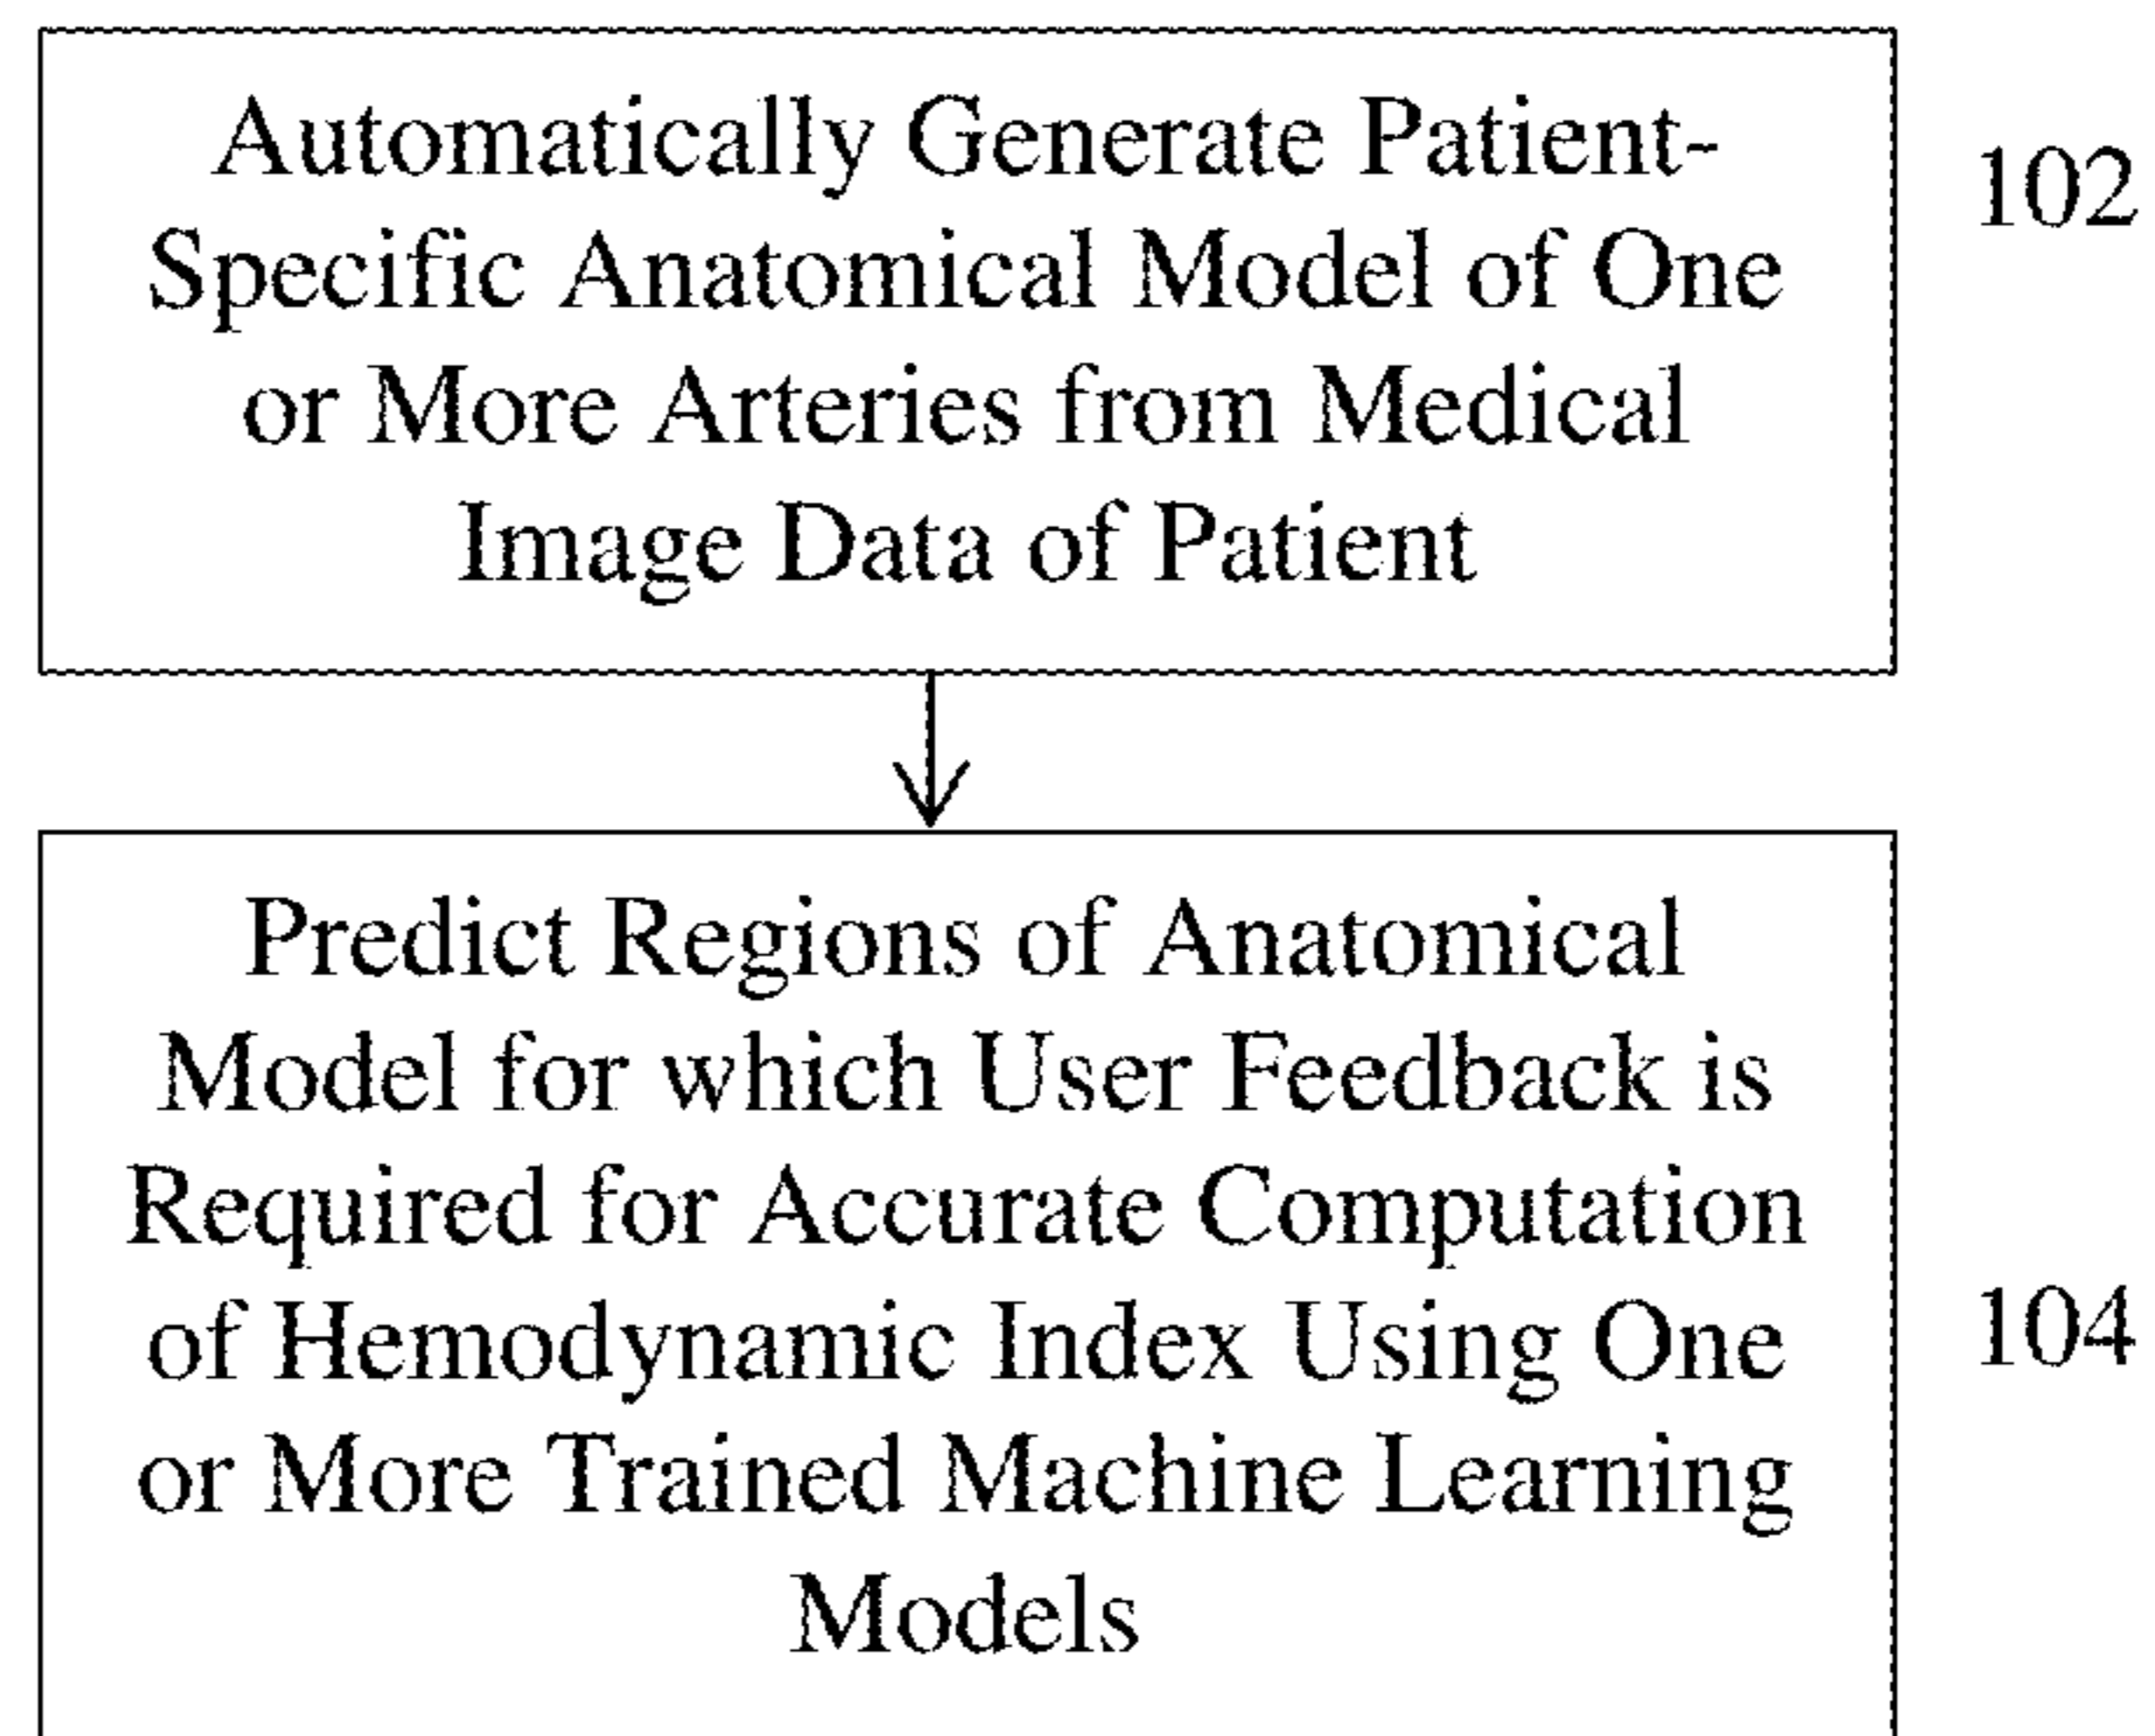 Automatically Generate Patient-
Specific Anatomical Model of One
or More Arteries from Medical
Image Data of Patient
102
Predict Regions of Anatomical
Model for which User Feedback is
Required for Accurate Computation
of Hemodynamic Index Using One
or More Trained Machine Learning
Models
104